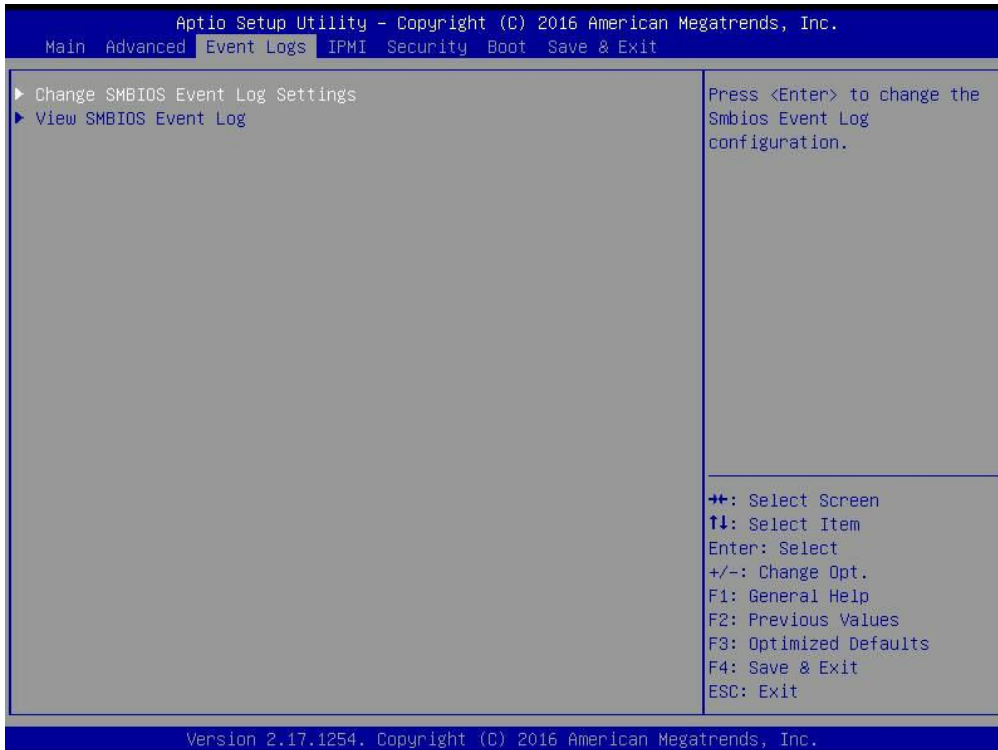 Aptio Setup Utility - Copyright (C) 2016 American Megatrends, Inc.
Main Advanced Event Logs IPMI Security Boot Save & Exit
▶ Change SMBIOS Event Log Settings
▶ View SMBIOS Event Log
Press <Enter> to change the
Smbios Event Log
configuration.
→←: Select Screen
↑↓: Select Item
Enter: Select
+/-: Change Opt.
F1: General Help
F2: Previous Values
F3: Optimized Defaults
F4: Save & Exit
ESC: Exit
Version 2.17.1254. Copyright (C) 2016 American Megatrends, Inc.